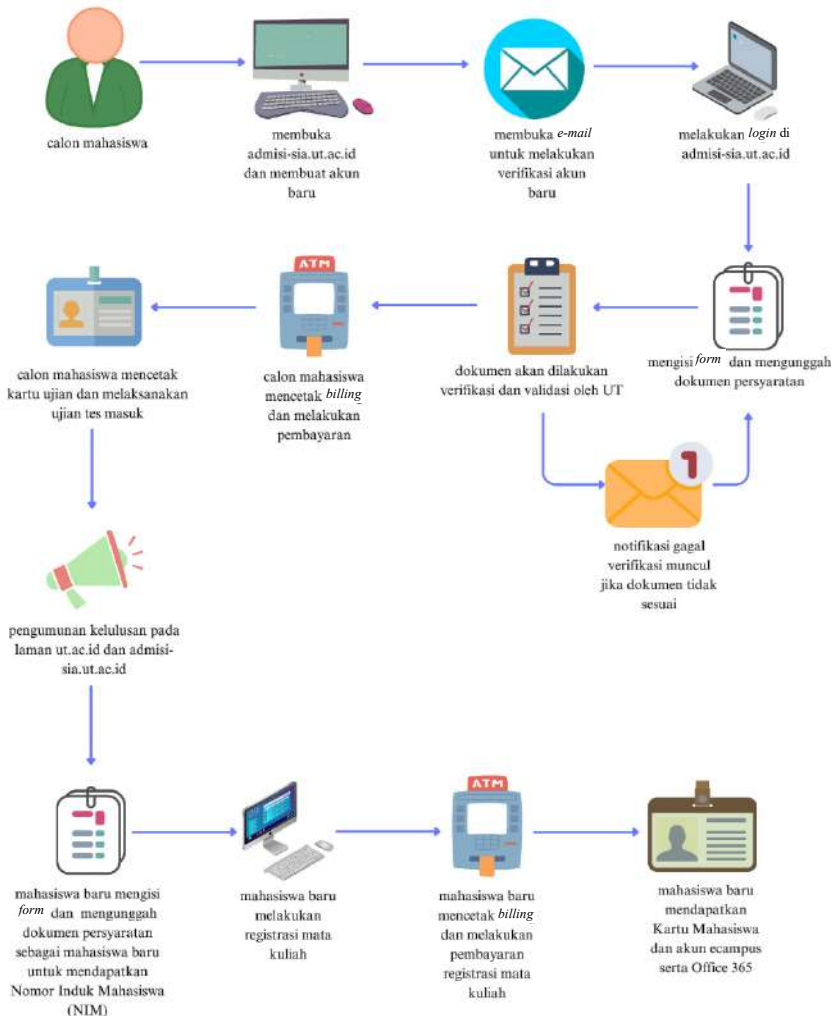 calon mahasiswa
membuka
admisi-sia.ut.ac.id
dan membuat akun
baru
membuka e-mail
untuk melakukan
verifikasi akun
baru
melakukan login di
admisi-sia.ut.ac.id
ATM
calon mahasiswa mencetak
kartu ujian dan melaksanakan
ujian tes masuk
calon mahasiswa
mencetak billing
dan melakukan
pembayaran
dokumen akan dilakukan
verifikasi dan validasi oleh UT
mengisi form dan mengunggah
dokumen persyaratan
1
notifikasi gagal
verifikasi muncul
jika dokumen tidak
sesuai
pengumunan kelulusan pada
laman ut.ac.id dan admisi-
sia.ut.ac.id
ATM
mahasiswa baru mengisi
form dan mengunggah
dokumen persyaratan
sebagai mahasiswa baru
untuk mendapatkan
Nomor Induk Mahasiswa
(NIM)
mahasiswa baru
melakukan
registrasi mata
kuliah
mahasiswa baru
mencetak billing
dan melakukan
pembayaran
registrasi mata
kuliah
mahasiswa baru
mendapatkan
Kartu Mahasiswa
dan akun ecampus
serta Office 365